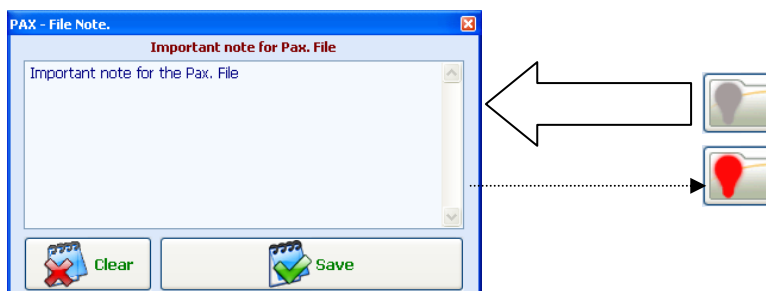 PAX - File Note.
Important note for Pax. File
Important note for the Pax. File
Clear
Save